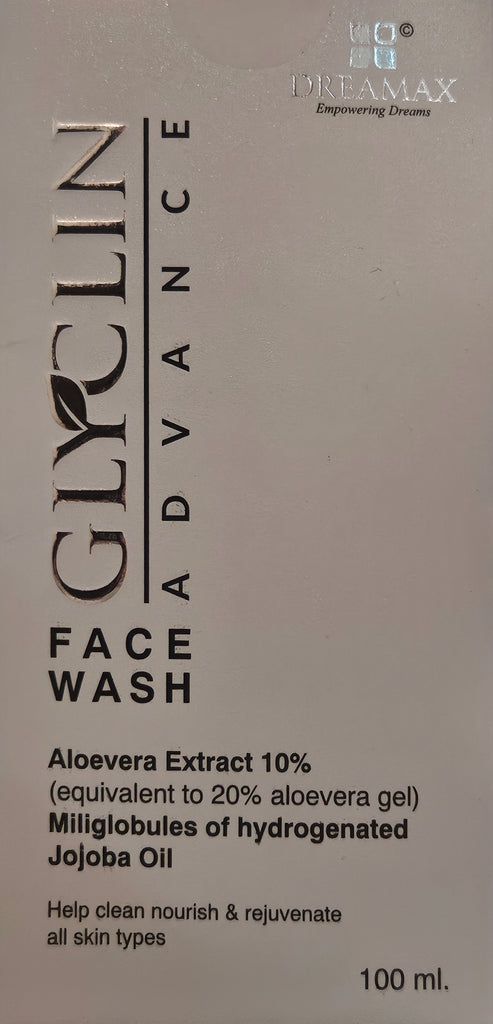 ©
DREAMAX
Empowering Dreams
GLYCLIN
ADVANCE
FACE
WASH
Aloevera Extract 10%
(equivalent to 20% aloevera gel)
Miliglobules of hydrogenated
Jojoba Oil
Help clean nourish & rejuvenate
all skin types
100 ml.